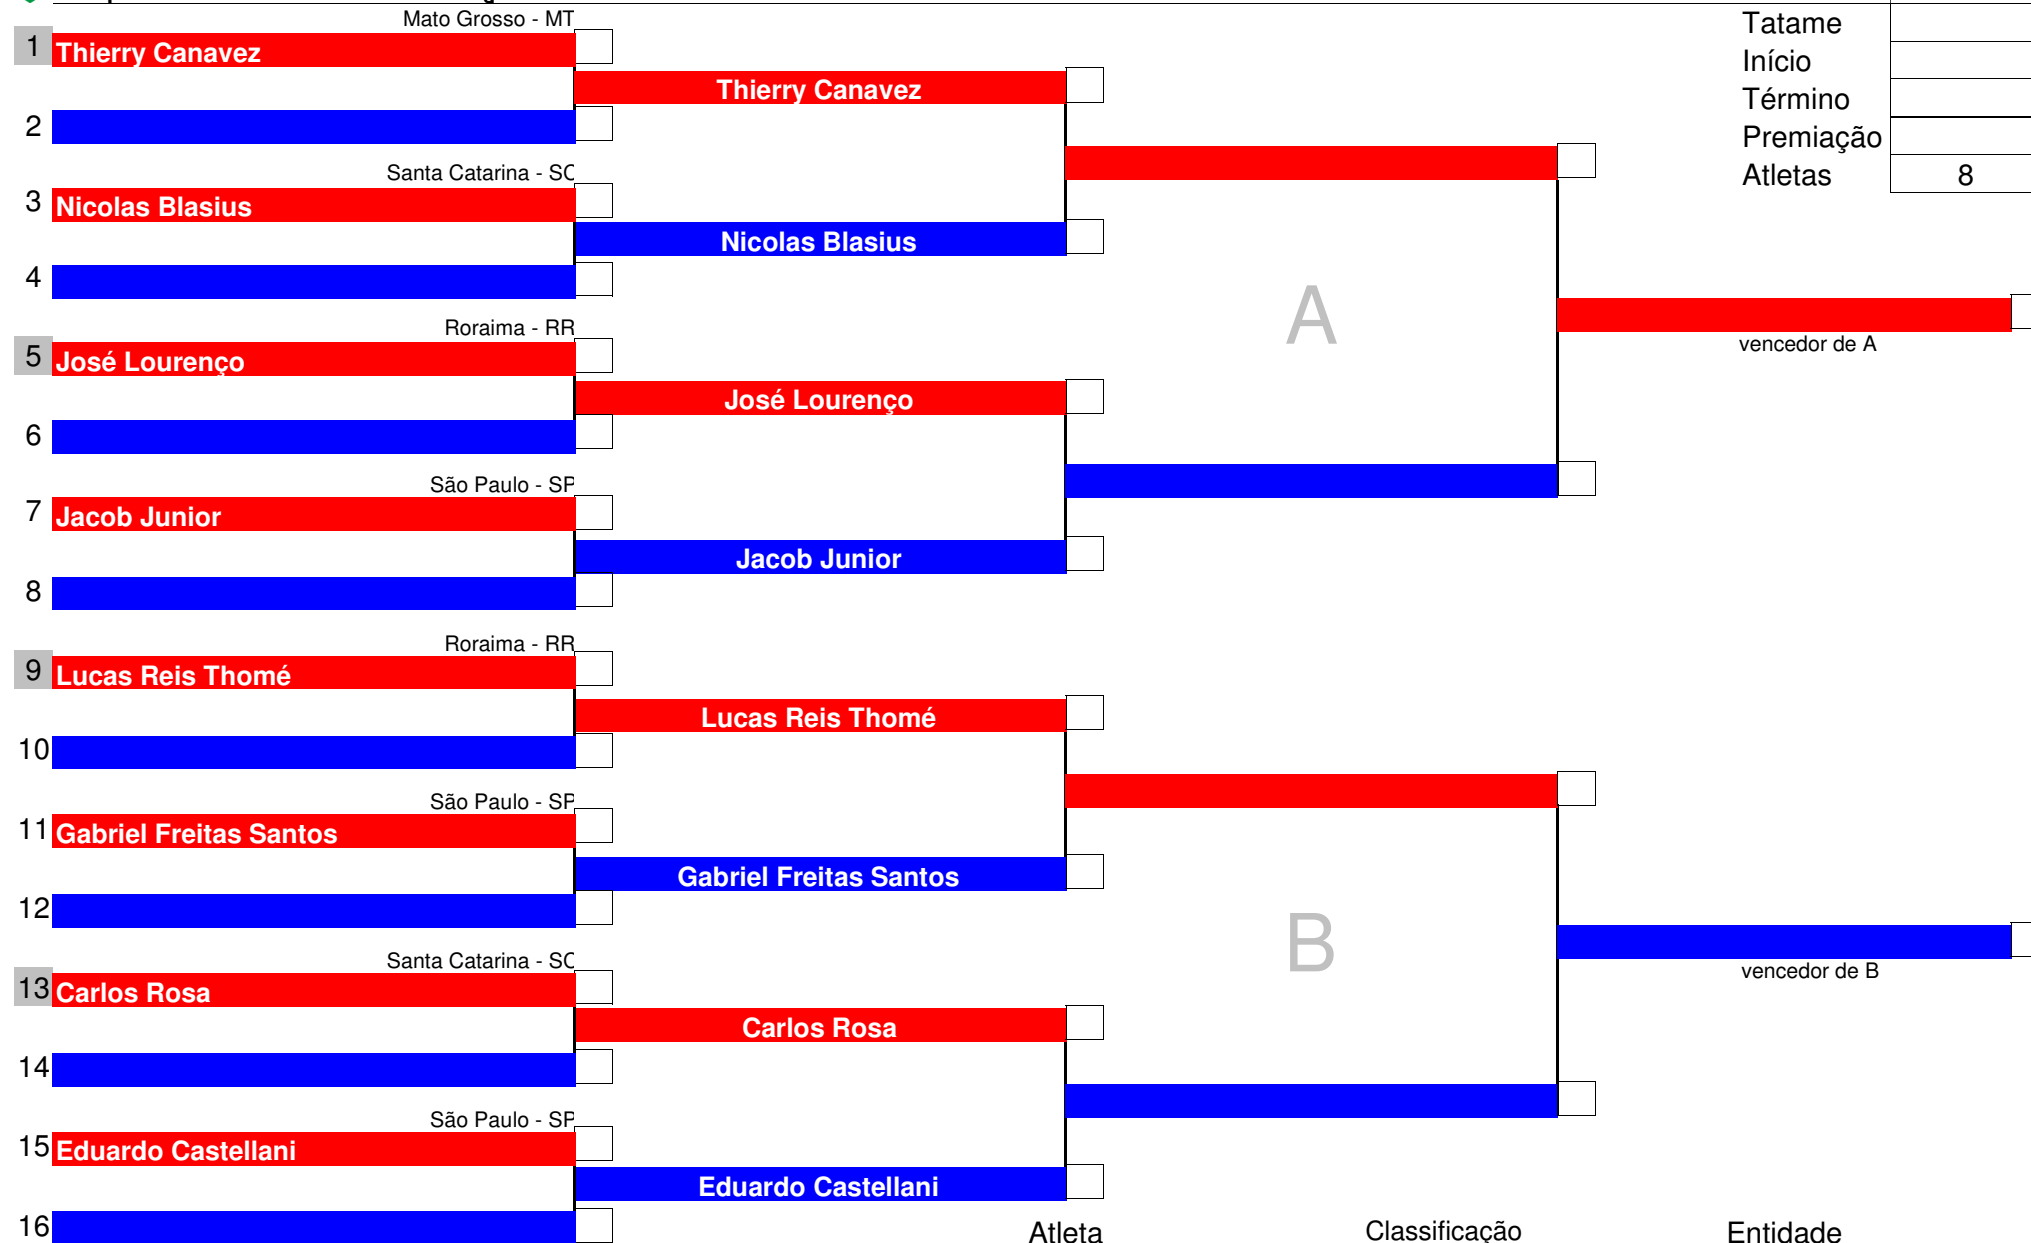 Mato Grosso - MT
1 Thierry Canavez
Thierry Canavez
2
Santa Catarina - SC
3 Nicolas Blasius
Nicolas Blasius
4
Roraima - RR
5 José Lourenço
José Lourenço
6
São Paulo - SP
7 Jacob Junior
Jacob Junior
8
Roraima - RR
9 Lucas Reis Thomé
Lucas Reis Thomé
10
São Paulo - SP
11 Gabriel Freitas Santos
Gabriel Freitas Santos
12
Santa Catarina - SC
13 Carlos Rosa
Carlos Rosa
14
São Paulo - SP
15 Eduardo Castellani
Eduardo Castellani
16
A
B
vencedor de A
vencedor de B
Tatame
Início
Término
Premiação
Atletas 8
Atleta Classificação Entidade